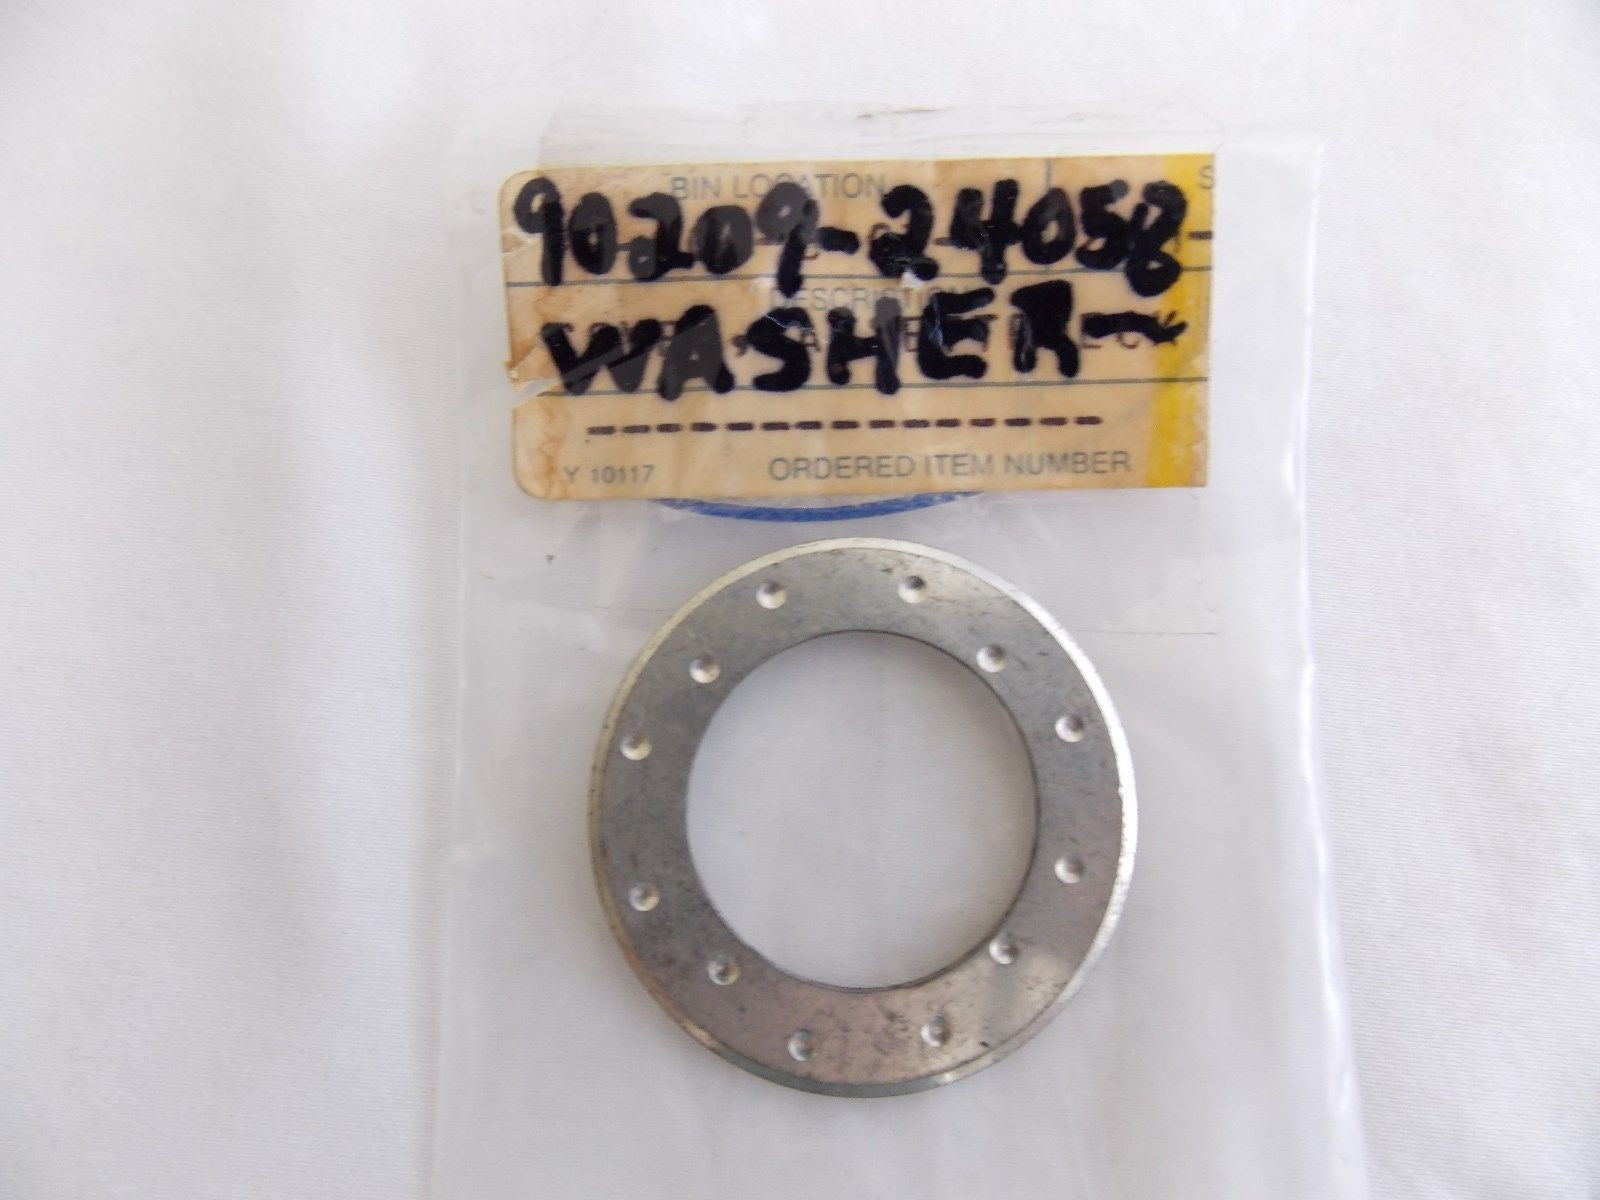 BIN LOCATION S
90209-24058
DESCRIPTION
WASHER~
--------------
Y 10117 ORDERED ITEM NUMBER